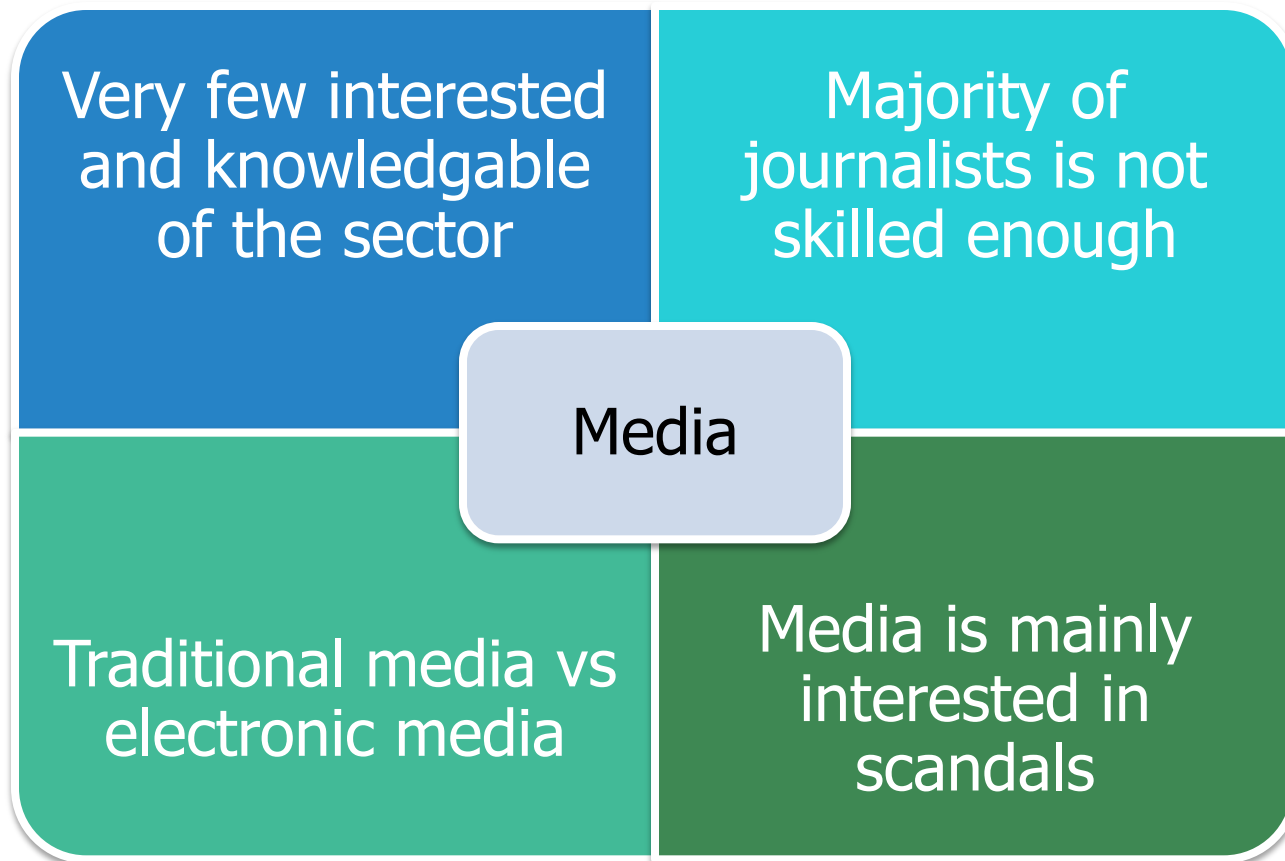 Very few interested
and knowledgable
of the sector
Majority of
journalists is not
skilled enough
Media
Traditional media vs
electronic media
Media is mainly
interested in
scandals